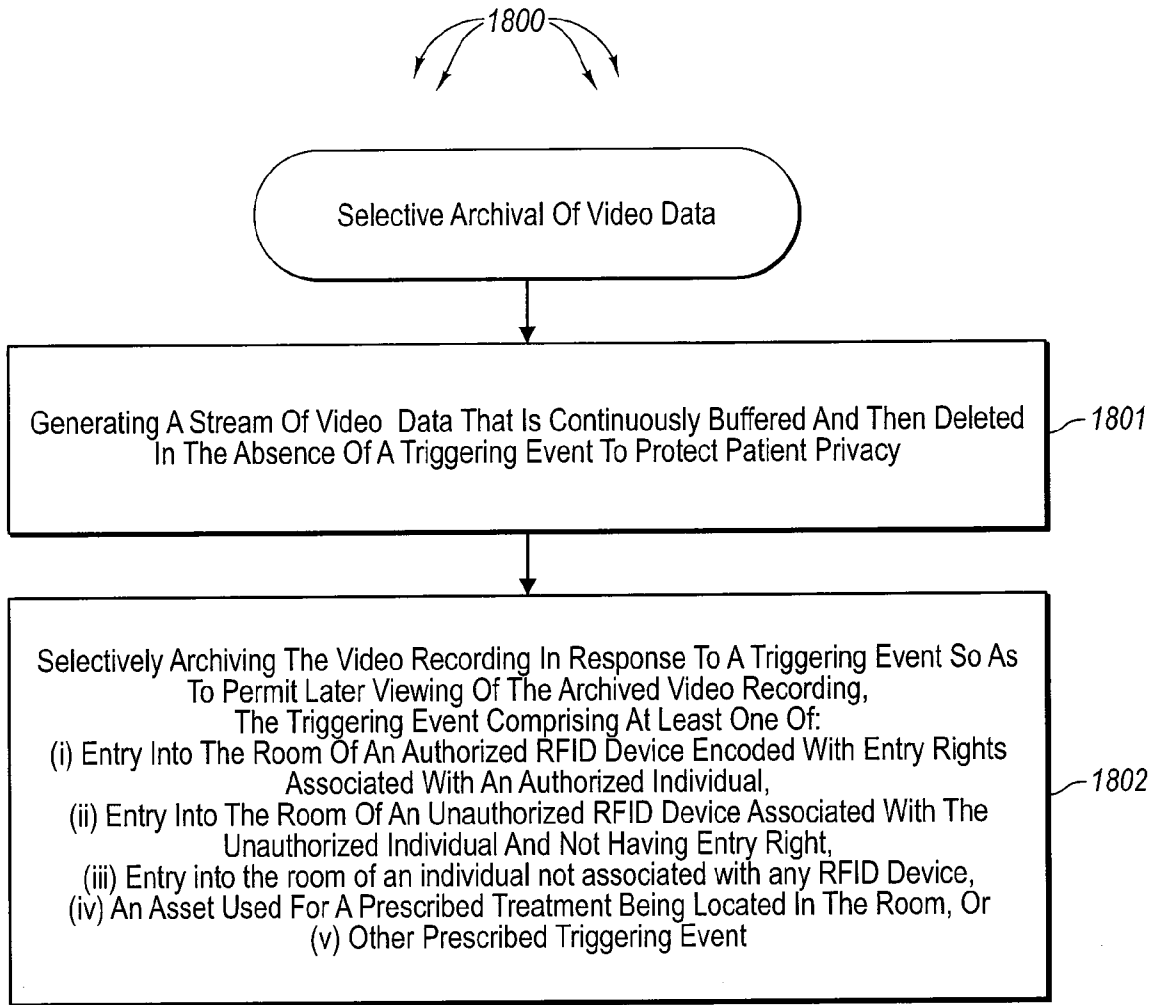 1800
Selective Archival Of Video Data
Generating A Stream Of Video Data That Is Continuously Buffered And Then Deleted
In The Absence Of A Triggering Event To Protect Patient Privacy
1801
Selectively Archiving The Video Recording In Response To A Triggering Event So As
To Permit Later Viewing Of The Archived Video Recording,
The Triggering Event Comprising At Least One Of:
(i) Entry Into The Room Of An Authorized RFID Device Encoded With Entry Rights
Associated With An Authorized Individual,
(ii) Entry Into The Room Of An Unauthorized RFID Device Associated With The
Unauthorized Individual And Not Having Entry Right,
(iii) Entry into the room of an individual not associated with any RFID Device,
(iv) An Asset Used For A Prescribed Treatment Being Located In The Room, Or
(v) Other Prescribed Triggering Event
1802